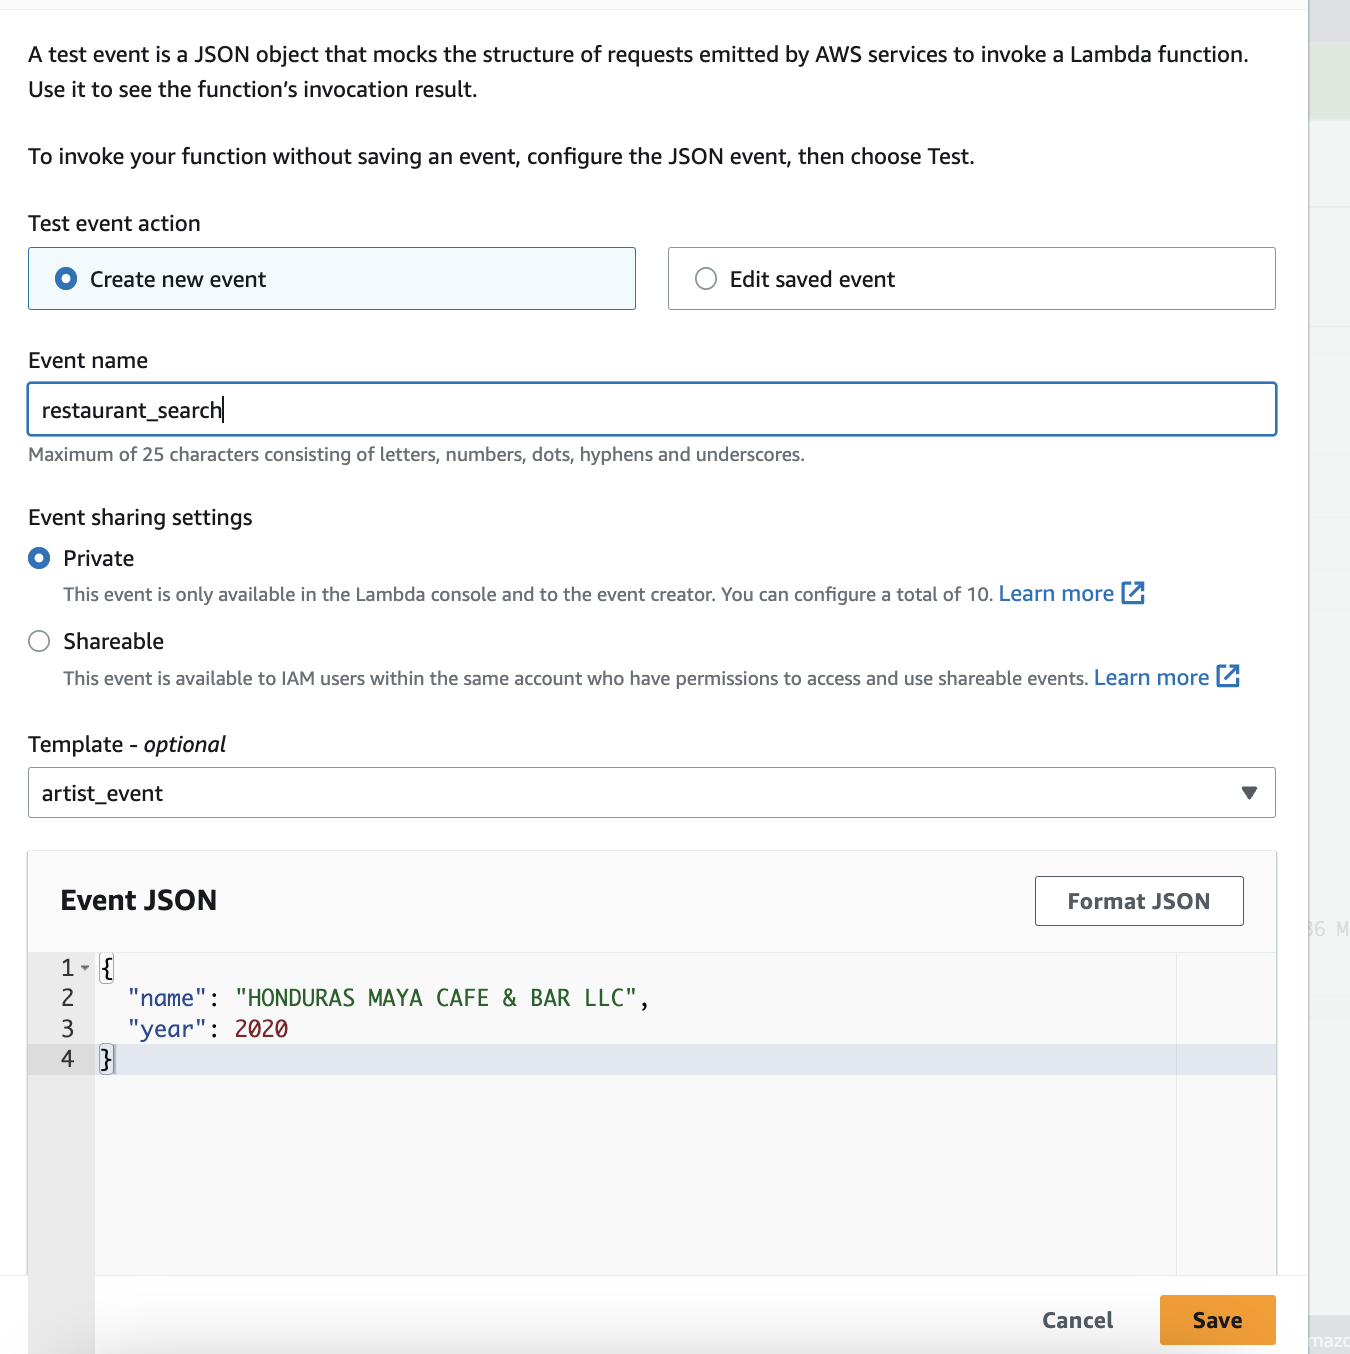 A test event is a JSON object that mocks the structure of requests emitted by AWS services to invoke a Lambda function.
Use it to see the function’s invocation result.
To invoke your function without saving an event, configure the JSON event, then choose Test.
Test event action
Create new event
Edit saved event
Event name
restaurant_search
Maximum of 25 characters consisting of letters, numbers, dots, hyphens and underscores.
Event sharing settings
Private
This event is only available in the Lambda console and to the event creator. You can configure a total of 10. Learn more
Shareable
This event is available to IAM users within the same account who have permissions to access and use shareable events. Learn more
Template - optional
artist_event
Event JSON
Format JSON
1 {
2 "name": "HONDURAS MAYA CAFE & BAR LLC",
3 "year": 2020
4 }
Cancel
Save